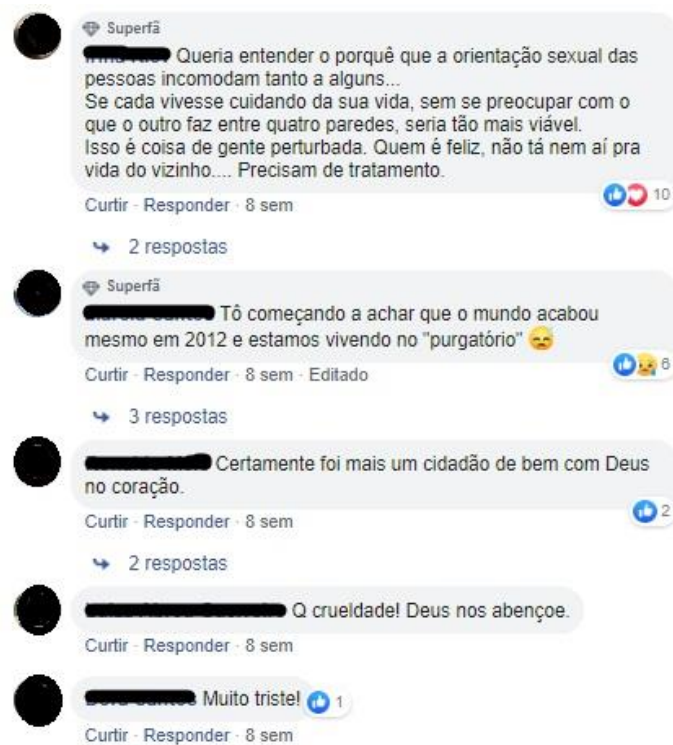 Superfã
Queria entender o porquê que a orientação sexual das
pessoas incomodam tanto a alguns...
Se cada vivesse cuidando da sua vida, sem se preocupar com o
que o outro faz entre quatro paredes, seria tão mais viável.
Isso é coisa de gente perturbada. Quem é feliz, não tá nem aí pra
vida do vizinho.... Precisam de tratamento.
10
Curtir · Responder · 8 sem
2 respostas
Superfã
Tô começando a achar que o mundo acabou
mesmo em 2012 e estamos vivendo no "purgatório" 😪
6
Curtir · Responder · 8 sem · Editado
3 respostas
Certamente foi mais um cidadão de bem com Deus
no coração.
2
Curtir · Responder · 8 sem
2 respostas
Q crueldade! Deus nos abençoe.
Curtir · Responder · 8 sem
Muito triste! 1
Curtir · Responder · 8 sem